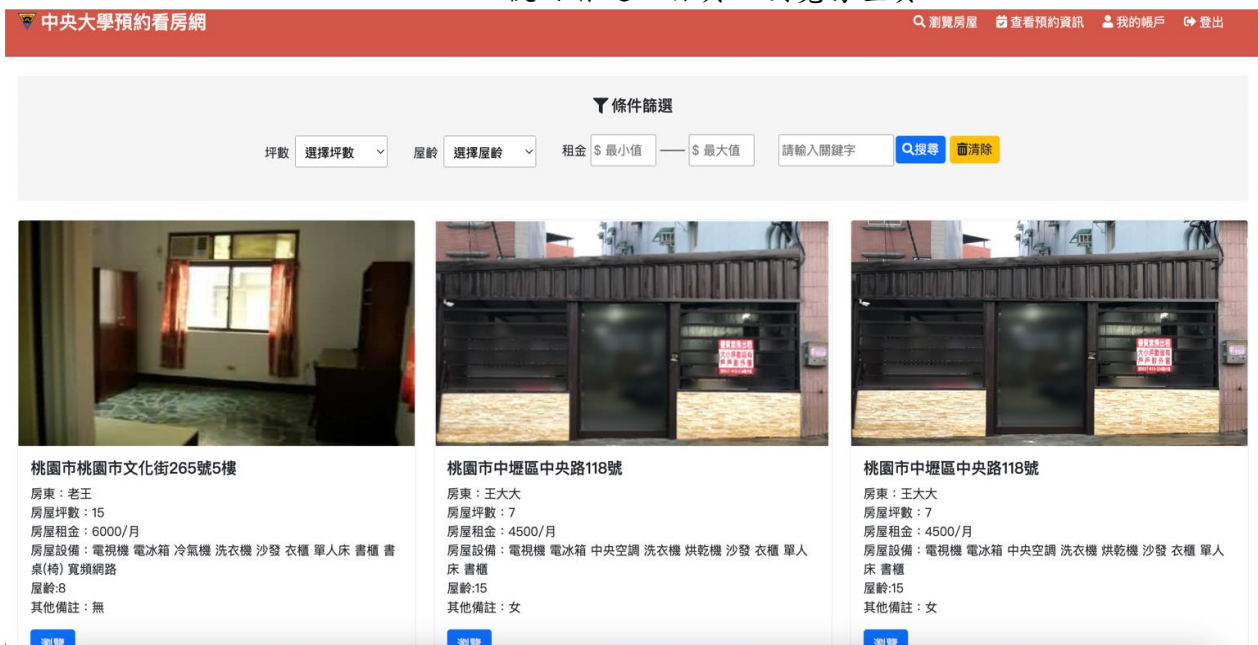 中央大學預約看房網
瀏覽房屋 查看預約資訊 我的帳戶 登出
條件篩選
坪數 選擇坪數 屋齡 選擇屋齡 租金 $ 最小值 —— $ 最大值 請輸入關鍵字 搜尋 清除
桃園市桃園市文化街265號5樓
房東：老王
房屋坪數：15
房屋租金：6000/月
房屋設備：電視機 電冰箱 冷氣機 洗衣機 沙發 衣櫃 單人床 書櫃 書
桌(椅) 寬頻網路
屋齡:8
其他備註：無
瀏覽
桃園市中壢區中央路118號
房東：王大大
房屋坪數：7
房屋租金：4500/月
房屋設備：電視機 電冰箱 中央空調 洗衣機 烘乾機 沙發 衣櫃 單人
床 書櫃
屋齡:15
其他備註：女
瀏覽
桃園市中壢區中央路118號
房東：王大大
房屋坪數：7
房屋租金：4500/月
房屋設備：電視機 電冰箱 中央空調 洗衣機 烘乾機 沙發 衣櫃 單人
床 書櫃
屋齡:15
其他備註：女
瀏覽